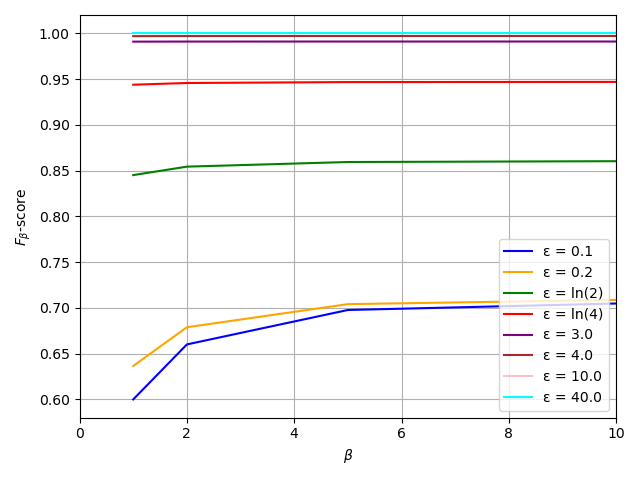 1.00
0.95
0.90
0.85
0.80
0.75
0.70
0.65
0.60
Fβ-score
0 2 4 6 8 10
β
ε = 0.1
ε = 0.2
ε = ln(2)
ε = ln(4)
ε = 3.0
ε = 4.0
ε = 10.0
ε = 40.0